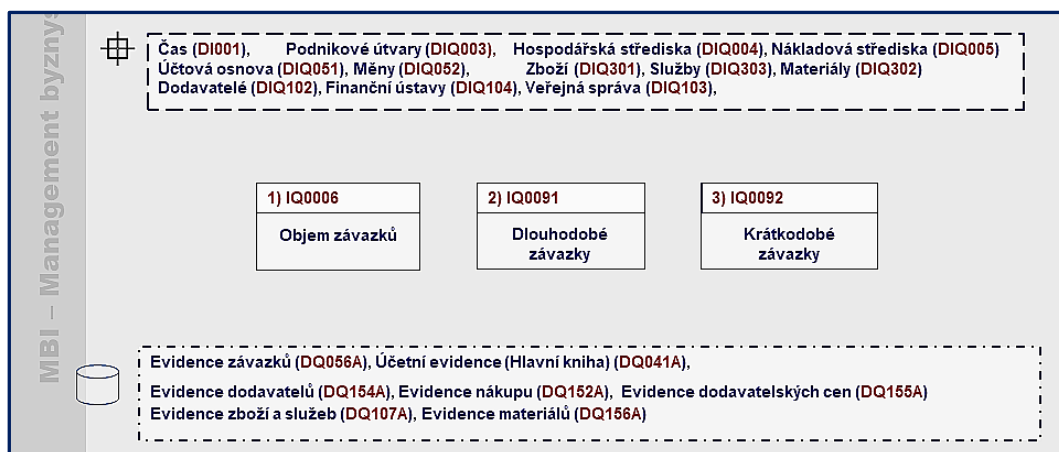 MBI – Management byznys
Čas (DI001), Podnikové útvary (DIQ003), Hospodářská střediska (DIQ004), Nákladová střediska (DIQ005)
Účtová osnova (DIQ051), Měny (DIQ052), Zboží (DIQ301), Služby (DIQ303), Materiály (DIQ302)
Dodavatelé (DIQ102), Finanční ústavy (DIQ104), Veřejná správa (DIQ103),
1) IQ0006
Objem závazků
2) IQ0091
Dlouhodobé
závazky
3) IQ0092
Krátkodobé
závazky
Evidence závazků (DQ056A), Účetní evidence (Hlavní kniha) (DQ041A),
Evidence dodavatelů (DQ154A), Evidence nákupu (DQ152A), Evidence dodavatelských cen (DQ155A)
Evidence zboží a služeb (DQ107A), Evidence materiálů (DQ156A)